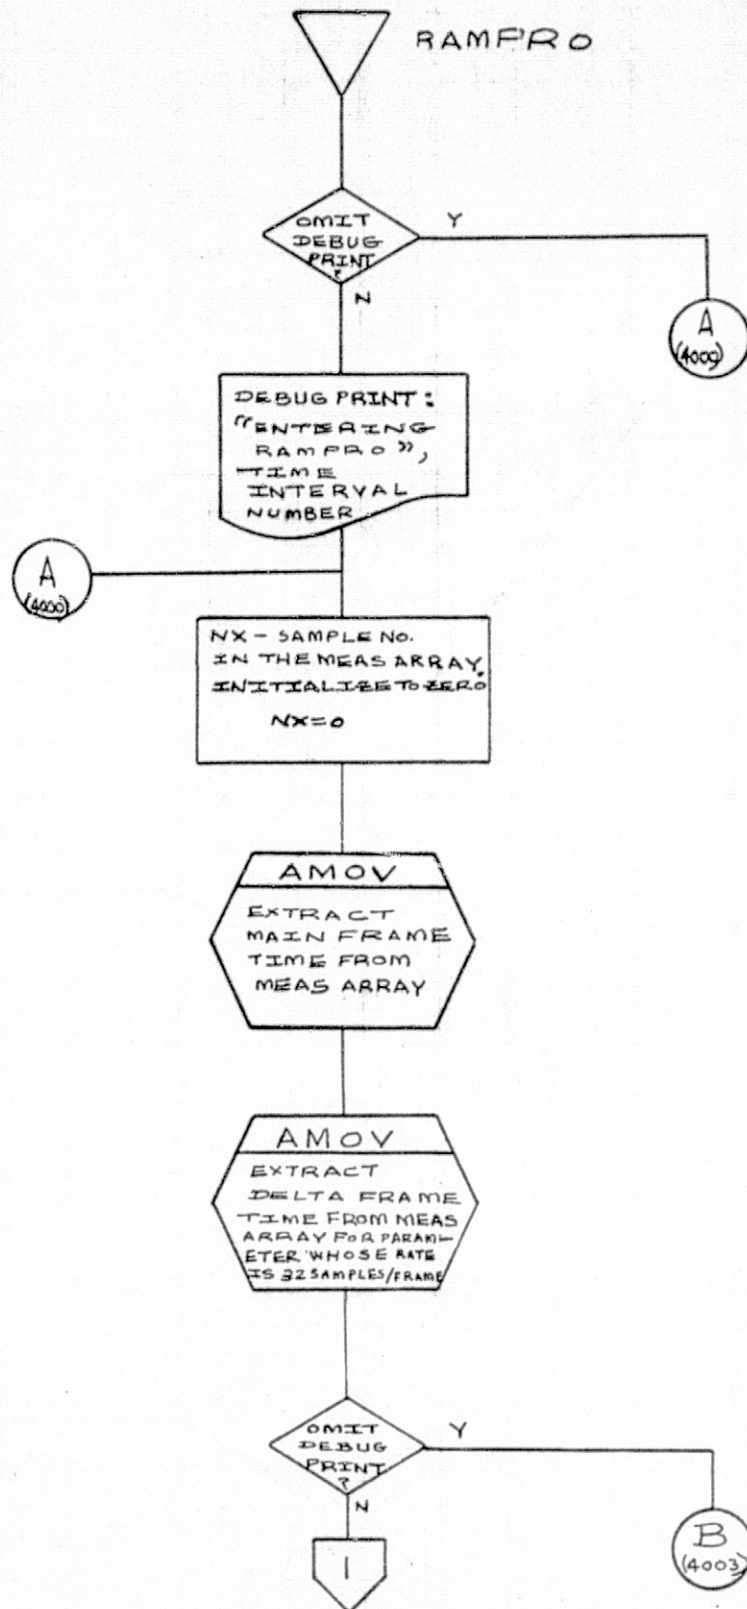 RAMPRO
OMIT
DEBUG
PRINT
?
Y
N
A
(4000)
DEBUG PRINT:
"ENTERING
RAMPRO",
TIME
INTERVAL
NUMBER
A
(4000)
NX - SAMPLE NO.
IN THE MEAS ARRAY.
INITIALIZE TO ZERO
NX=0
AMOV
EXTRACT
MAIN FRAME
TIME FROM
MEAS ARRAY
AMOV
EXTRACT
DELTA FRAME
TIME FROM MEAS
ARRAY FOR PARAM-
ETER WHOSE RATE
IS 32 SAMPLES/FRAME
OMIT
DEBUG
PRINT
?
Y
N
B
(4003)
1